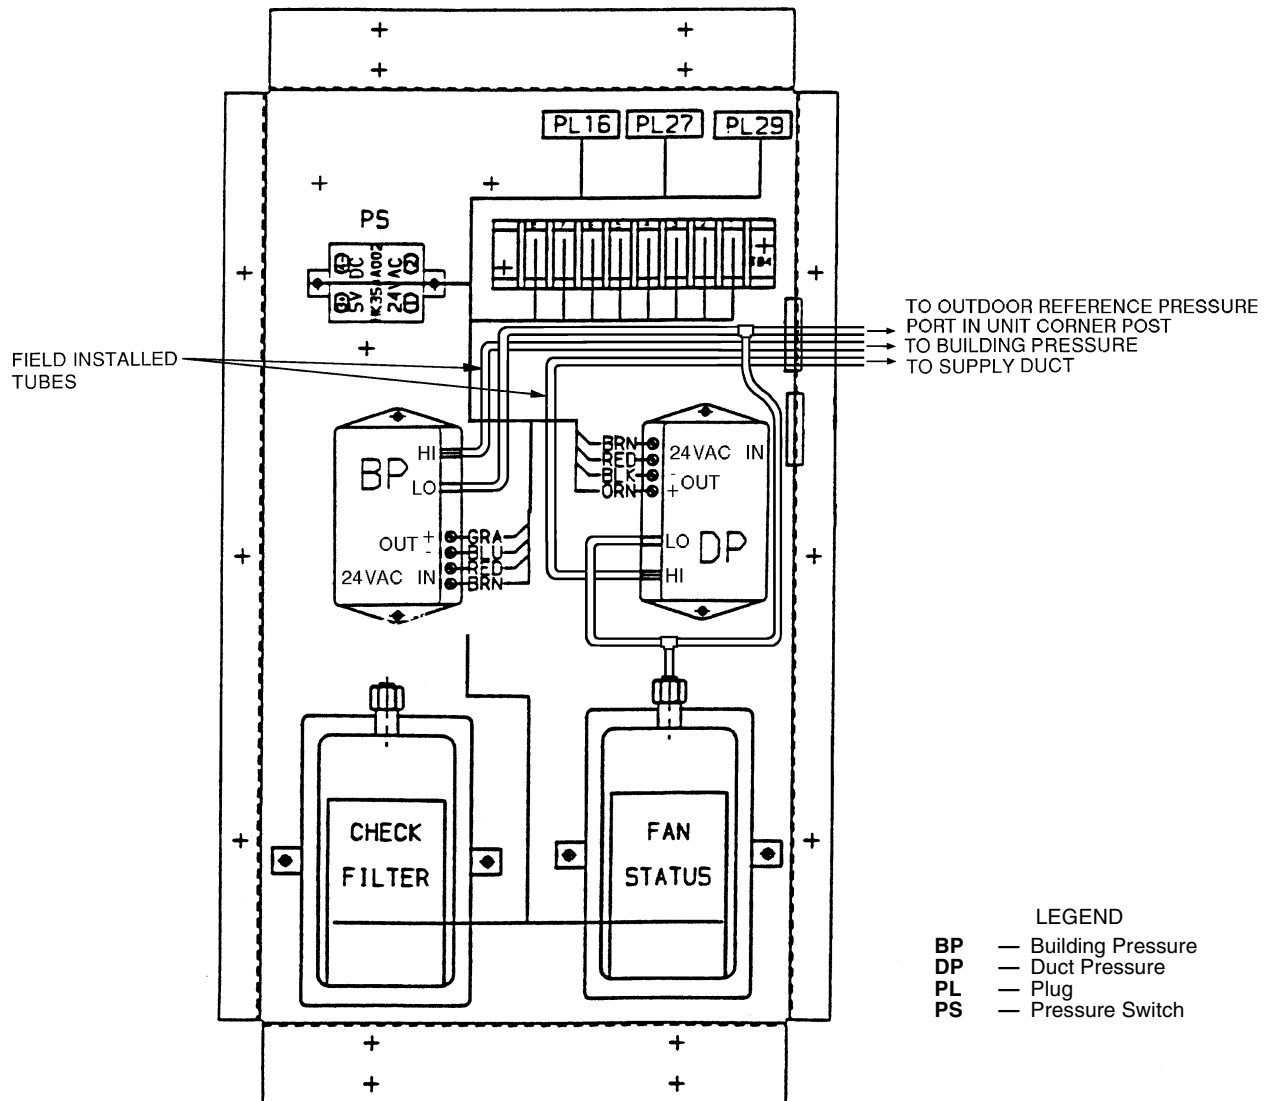 PL16 PL27 PL29
PS
5V DC
24VAC
HK35AA002
TB4
TO OUTDOOR REFERENCE PRESSURE
PORT IN UNIT CORNER POST
TO BUILDING PRESSURE
TO SUPPLY DUCT
FIELD INSTALLED
TUBES
BP
HI
LO
OUT + -
24VAC IN
GRA
BLU
RED
BRN
BRN
RED
BLK
ORN
24VAC IN
- OUT
+
LO
DP
HI
CHECK
FILTER
FAN
STATUS
LEGEND
BP — Building Pressure
DP — Duct Pressure
PL — Plug
PS — Pressure Switch